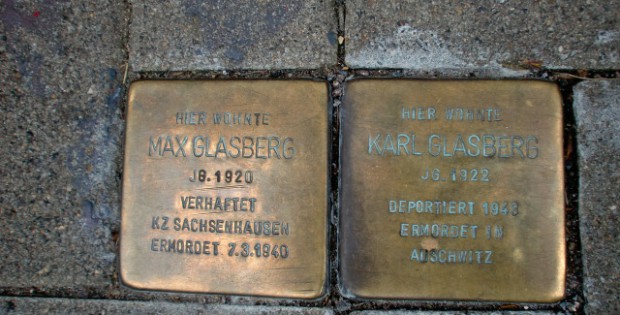 HIER WOHNTE
MAX GLASBERG
JG. 1920
VERHAFTET
KZ SACHSENHAUSEN
ERMORDET 7.3.1940
HIER WOHNTE
KARL GLASBERG
JG. 1922
DEPORTIERT 1943
ERMORDET IN
AUSCHWITZ